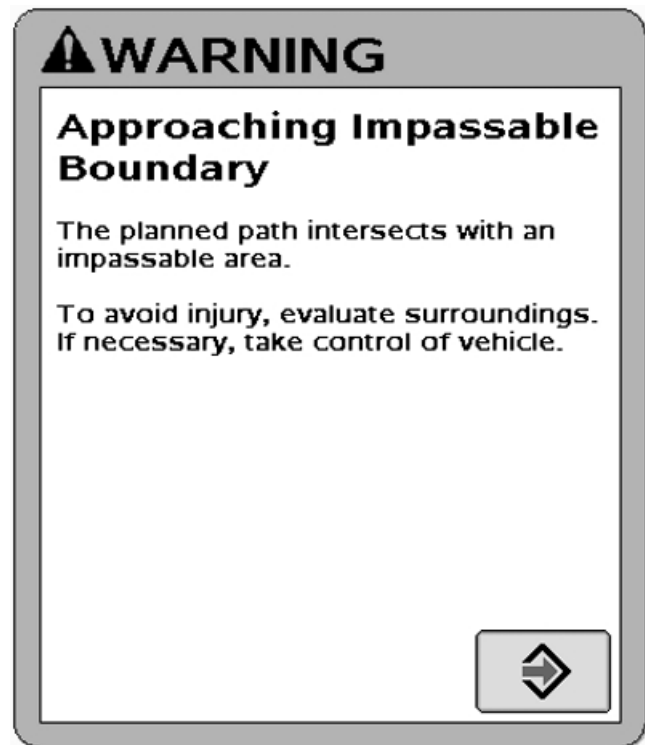 WARNING
Approaching Impassable
Boundary
The planned path intersects with an
impassable area.
To avoid injury, evaluate surroundings.
If necessary, take control of vehicle.